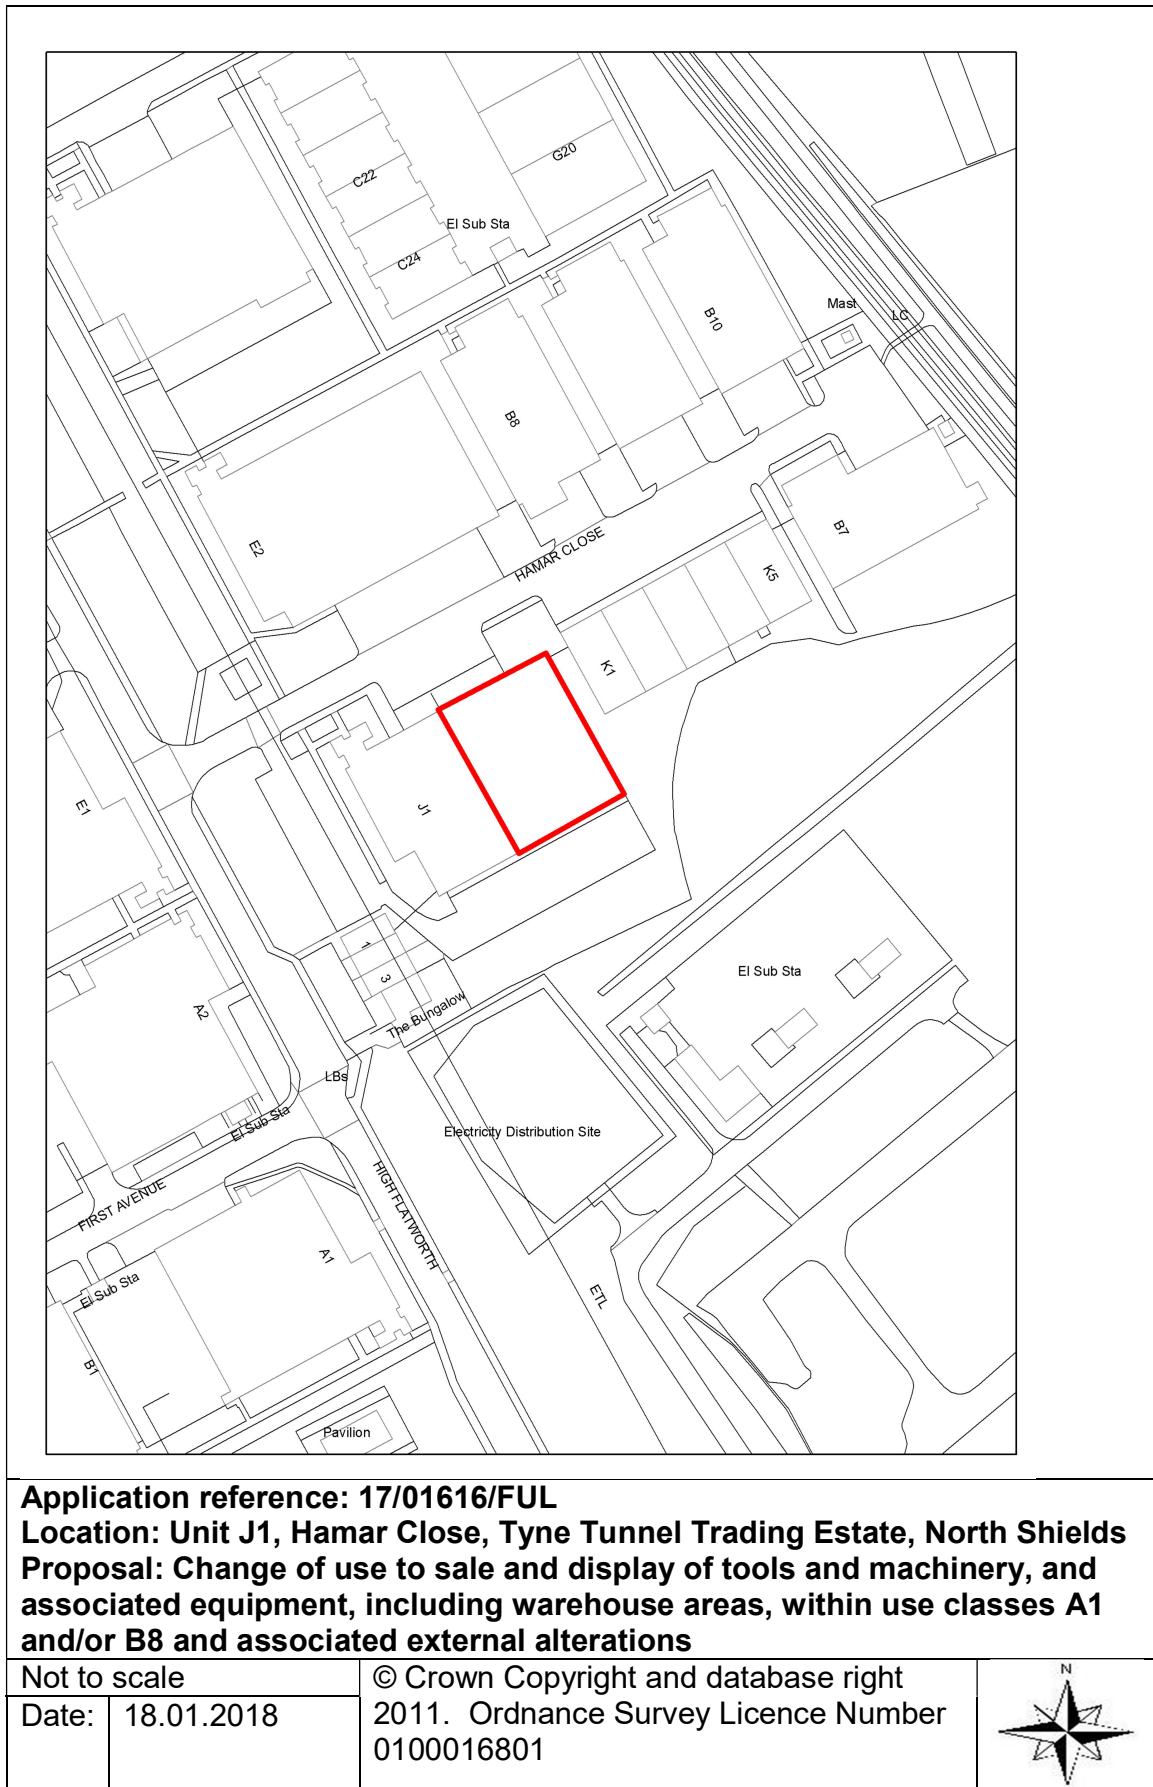 G20
C22
El Sub Sta
C24
Mast
LC
B10
B8
B7
E2
HAMAR CLOSE
K5
K1
E1
J1
1
3
El Sub Sta
A2
The Bungalow
LBs
El Sub Sta
Electricity Distribution Site
FIRST AVENUE
HIGH FLATWORTH
A1
El Sub Sta
ETL
B1
Pavilion
Application reference: 17/01616/FUL
Location: Unit J1, Hamar Close, Tyne Tunnel Trading Estate, North Shields
Proposal: Change of use to sale and display of tools and machinery, and
associated equipment, including warehouse areas, within use classes A1
and/or B8 and associated external alterations
Not to scale
Date: 18.01.2018
© Crown Copyright and database right
2011. Ordnance Survey Licence Number
0100016801
N